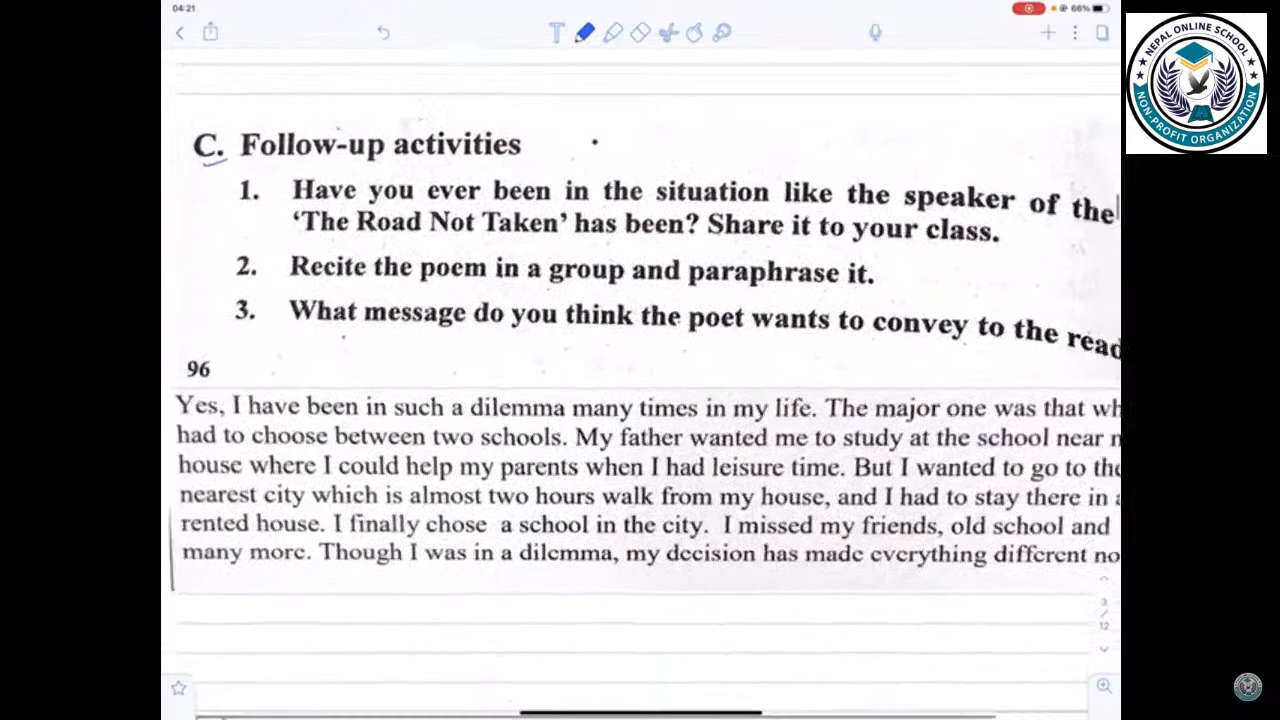 04:21
66%
NEPAL ONLINE SCHOOL
NON-PROFIT ORGANIZATION
C. Follow-up activities
1. Have you ever been in the situation like the speaker of the
‘The Road Not Taken’ has been? Share it to your class.
2. Recite the poem in a group and paraphrase it.
3. What message do you think the poet wants to convey to the
96
Yes, I have been in such a dilemma many times in my life. The major one was that
had to choose between two schools. My father wanted me to study at the school near
house where I could help my parents when I had leisure time. But I wanted to go to the
nearest city which is almost two hours walk from my house, and I had to stay there in
rented house. I finally chose a school in the city. I missed my friends, old school and
many more. Though I was in a dilemma, my decision has made everything different
3
/
12